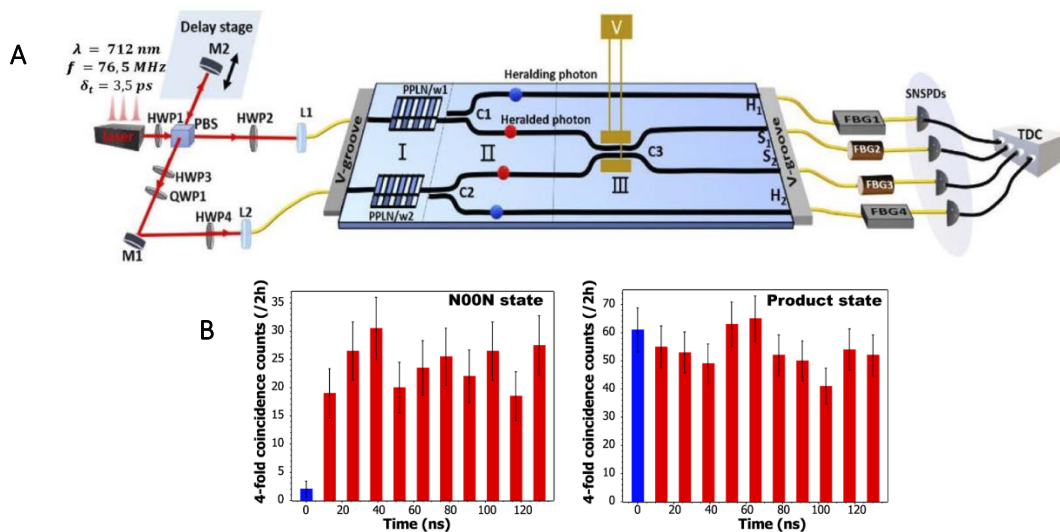 A
λ = 712 nm
f = 76,5 MHz
δt = 3,5 ps
Delay stage
M2
laser
HWP1
PBS
HWP2
L1
HWP3
QWP1
HWP4
L2
M1
V-groove
PPLN/w1
PPLN/w2
I
II
III
C1
C2
C3
Heralding photon
Heralded photon
V
H1
S1
S2
H2
V-groove
FBG1
FBG2
FBG3
FBG4
SNSPDs
TDC
B
N00N state
4-fold coincidence counts (/2h)
35
30
25
20
15
10
5
0
0 20 40 60 80 100 120
Time (ns)
Product state
4-fold coincidence counts (/2h)
70
60
50
40
30
20
10
0
0 20 40 60 80 100 120
Time (ns)